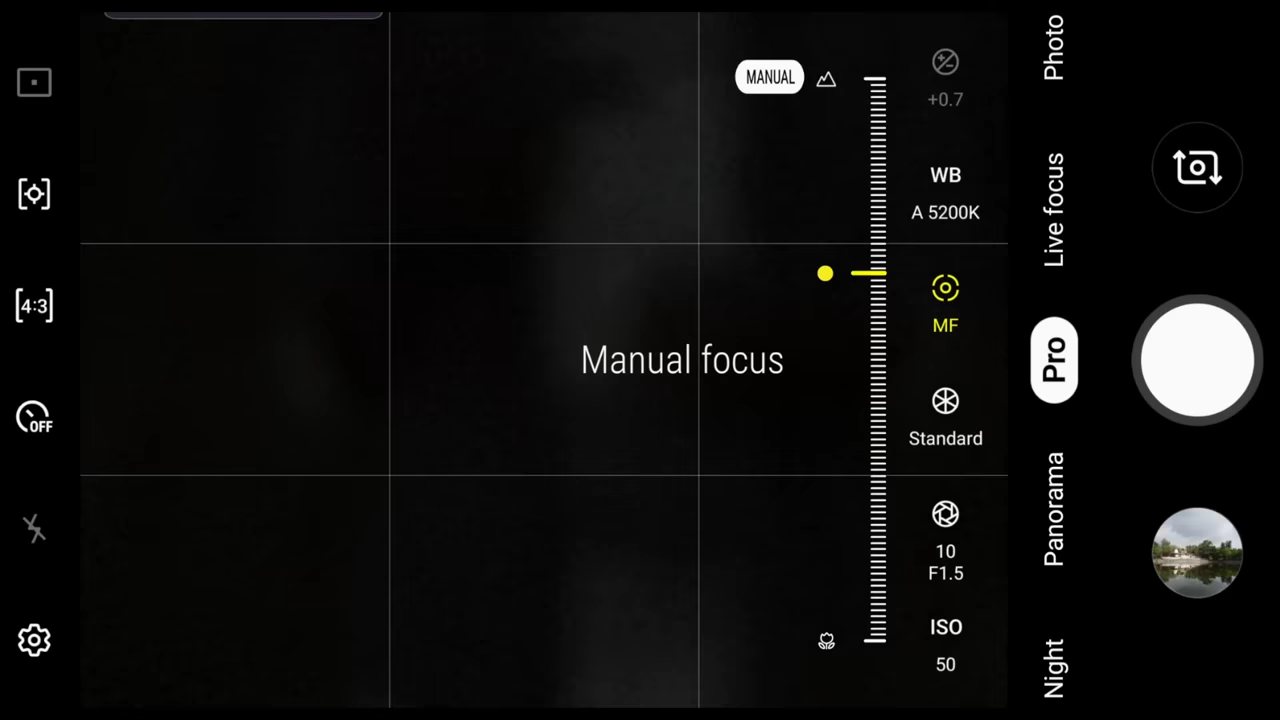 4:3
OFF
MANUAL
Manual focus
+0.7
WB
A 5200K
MF
Standard
10
F1.5
ISO
50
Photo
Live focus
Pro
Panorama
Night